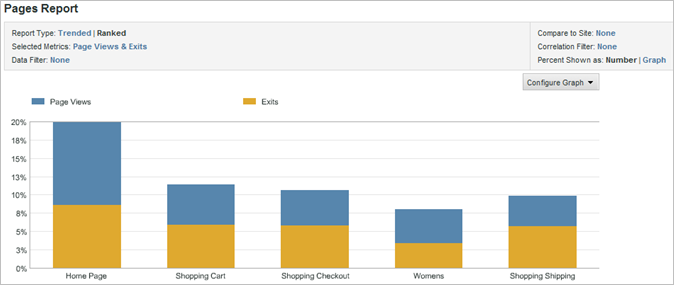 Pages Report
Report Type: Trended | Ranked
Compare to Site: None
Selected Metrics: Page Views & Exits
Correlation Filter: None
Data Filter: None
Percent Shown as: Number | Graph
Configure Graph
Page Views
Exits
20%
18%
15%
13%
10%
8%
5%
3%
0%
Home Page
Shopping Cart
Shopping Checkout
Womens
Shopping Shipping